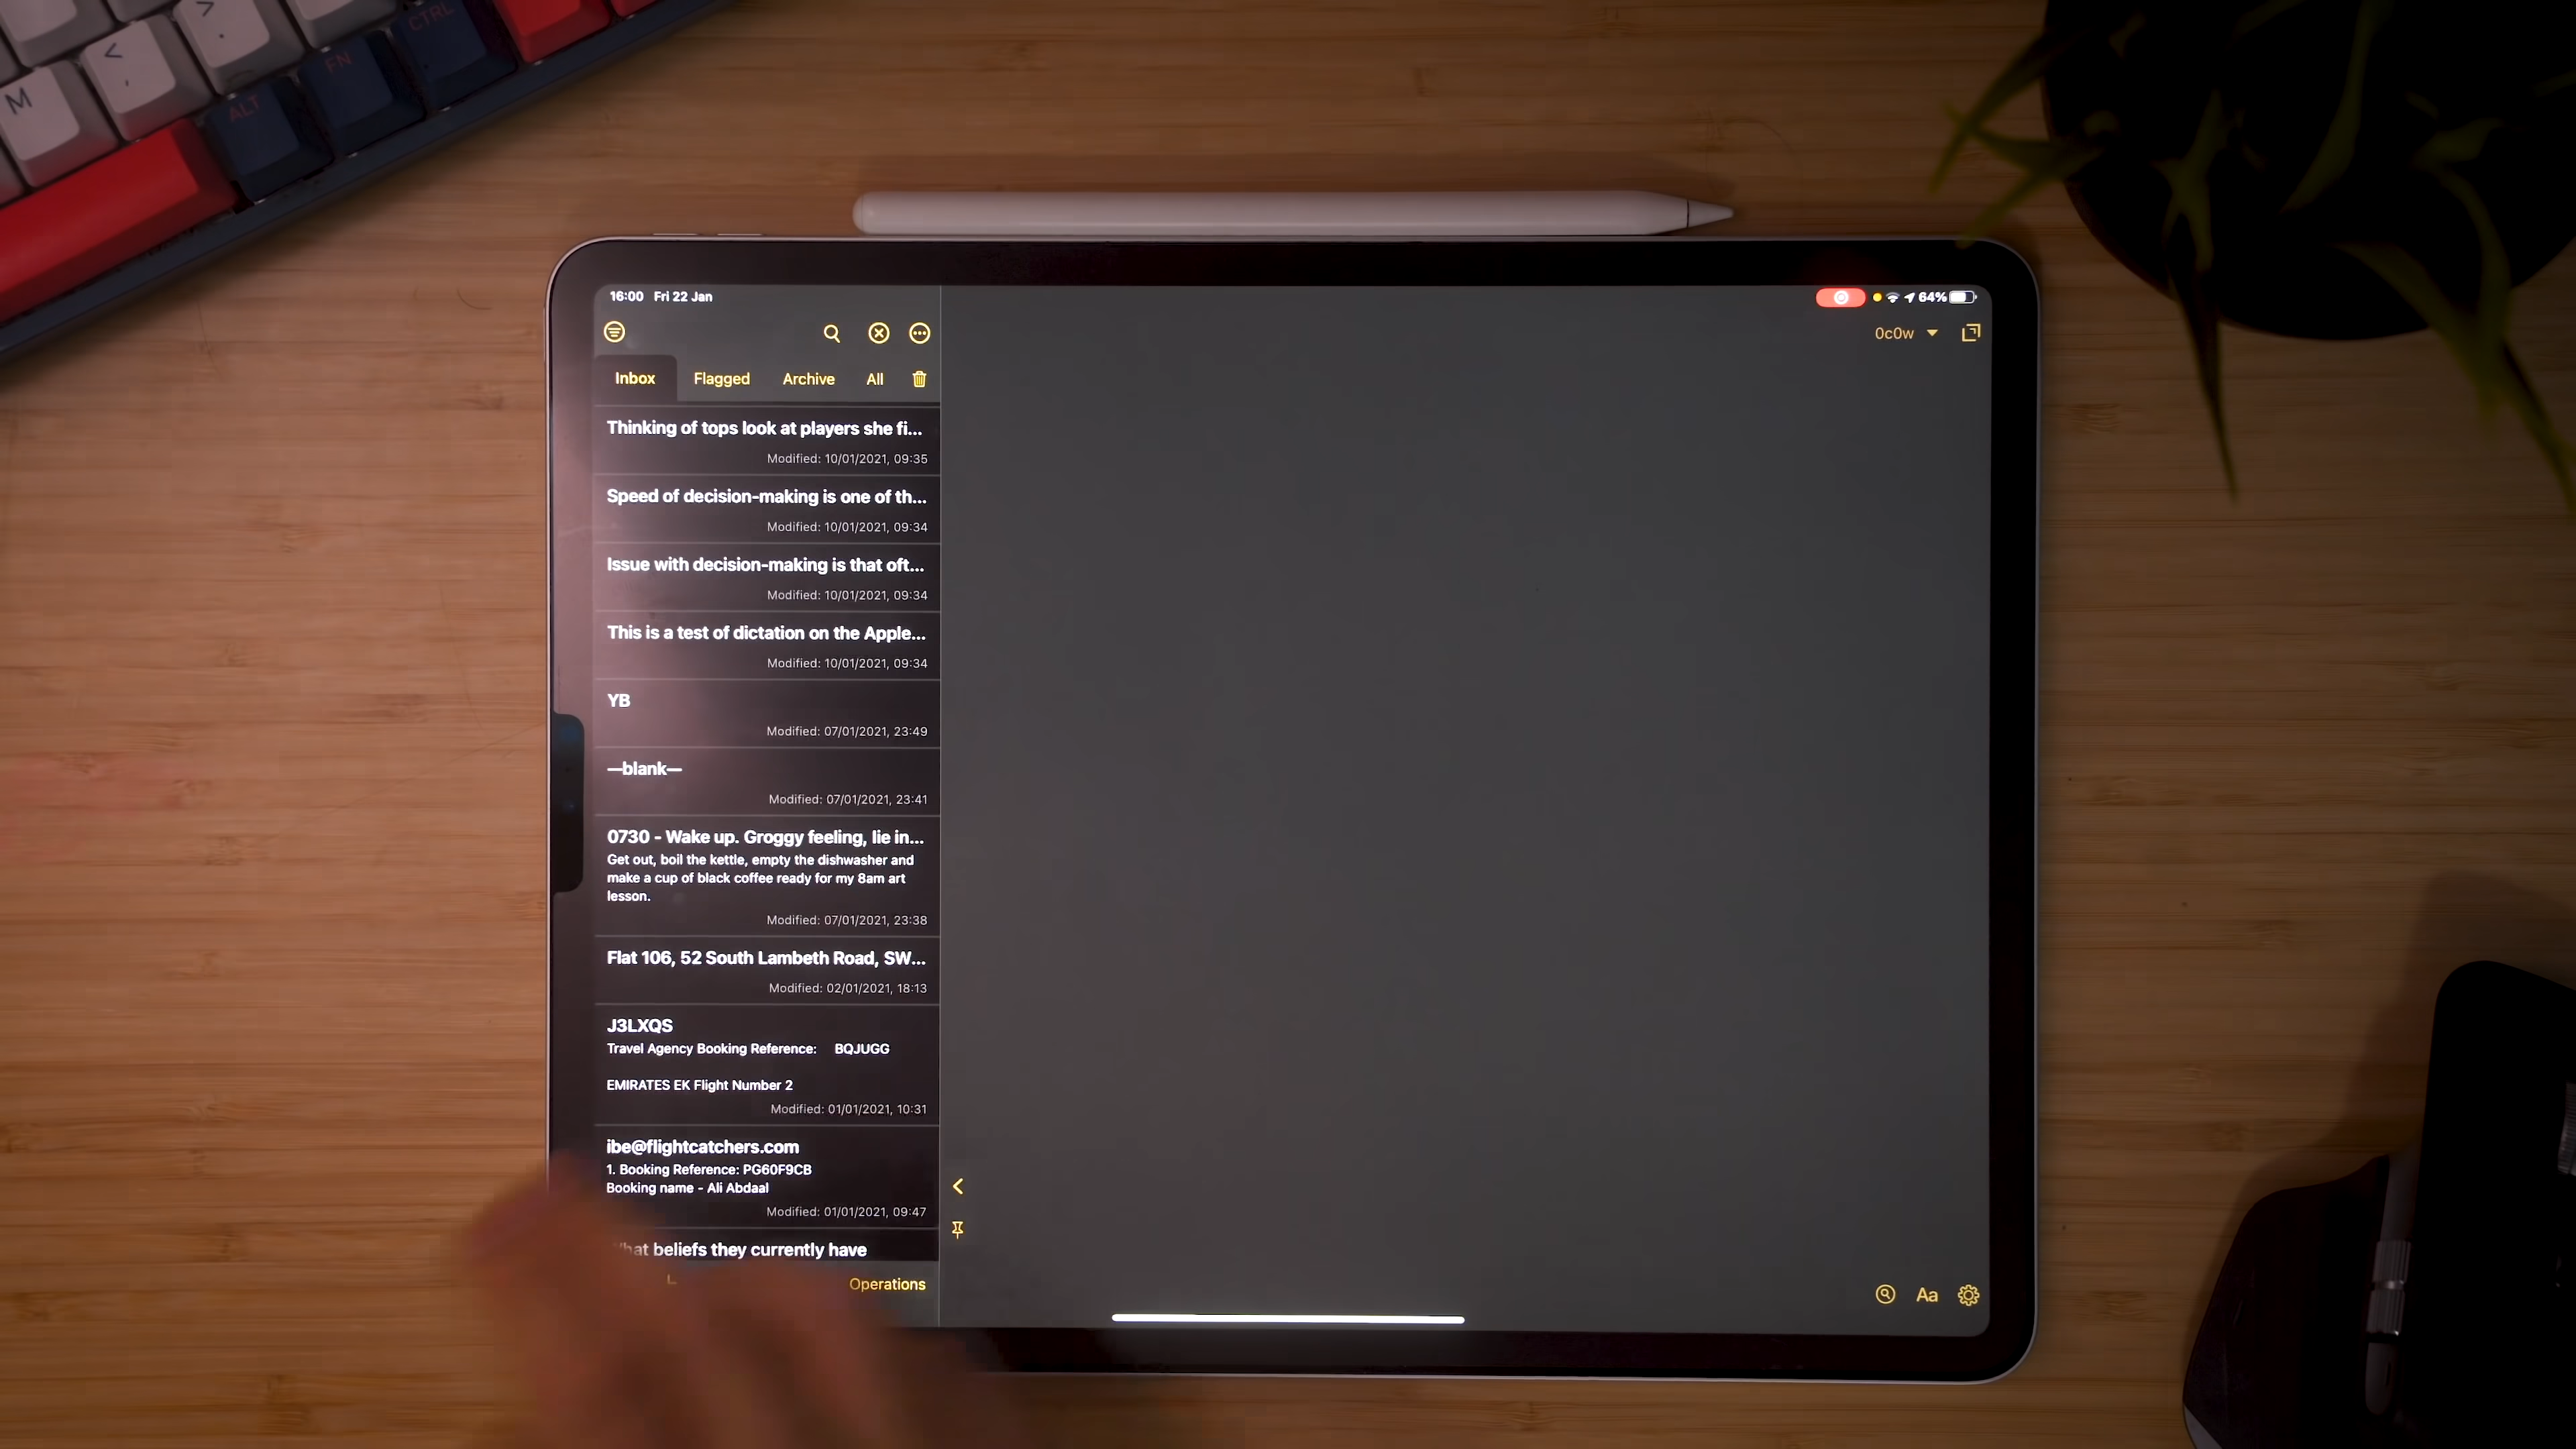 >
.
<
,
M
CTRL
FN
ALT
16:00 Fri 22 Jan
64%
0c0w
Inbox Flagged Archive All
Thinking of tops look at players she fi...
Modified: 10/01/2021, 09:35
Speed of decision-making is one of th...
Modified: 10/01/2021, 09:34
Issue with decision-making is that oft...
Modified: 10/01/2021, 09:34
This is a test of dictation on the Apple...
Modified: 10/01/2021, 09:34
YB
Modified: 07/01/2021, 23:49
—blank—
Modified: 07/01/2021, 23:41
0730 - Wake up. Groggy feeling, lie in...
Get out, boil the kettle, empty the dishwasher and
make a cup of black coffee ready for my 8am art
lesson.
Modified: 07/01/2021, 23:38
Flat 106, 52 South Lambeth Road, SW...
Modified: 02/01/2021, 18:13
J3LXQS
Travel Agency Booking Reference: BQJUGG
EMIRATES EK Flight Number 2
Modified: 01/01/2021, 10:31
ibe@flightcatchers.com
1. Booking Reference: PG60F9CB
Booking name - Ali Abdaal
Modified: 01/01/2021, 09:47
beliefs they currently have
Operations
Aa